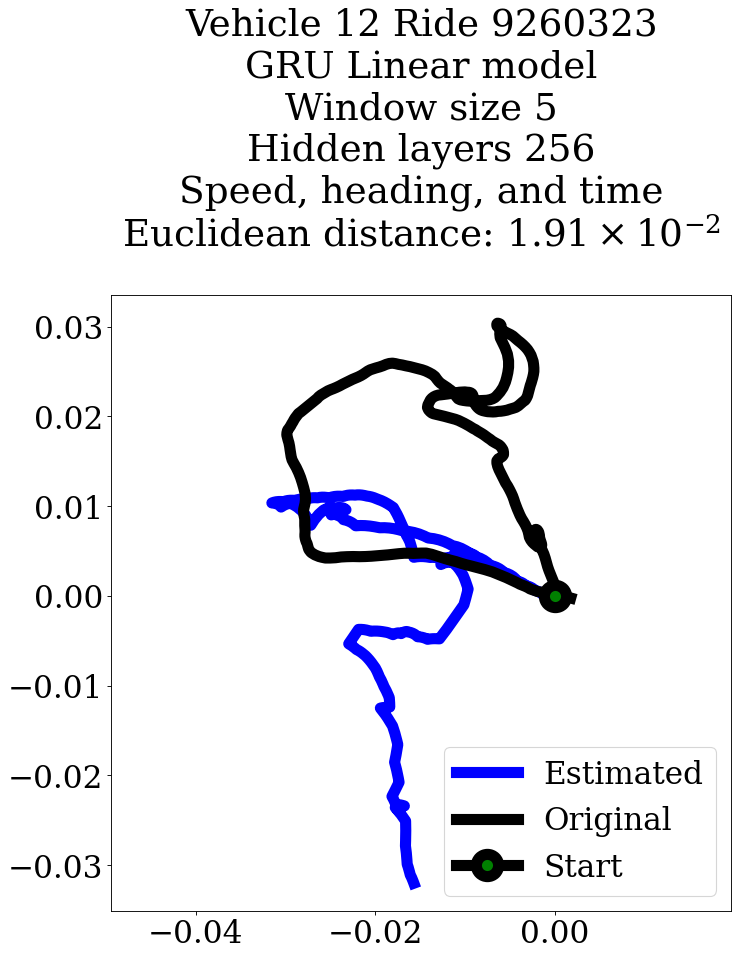 Vehicle 12 Ride 9260323
GRU Linear model
Window size 5
Hidden layers 256
Speed, heading, and time
Euclidean distance: 1.91 × 10⁻²
0.03
0.02
0.01
0.00
−0.01
−0.02
−0.03
Estimated
Original
Start
−0.04 −0.02 0.00